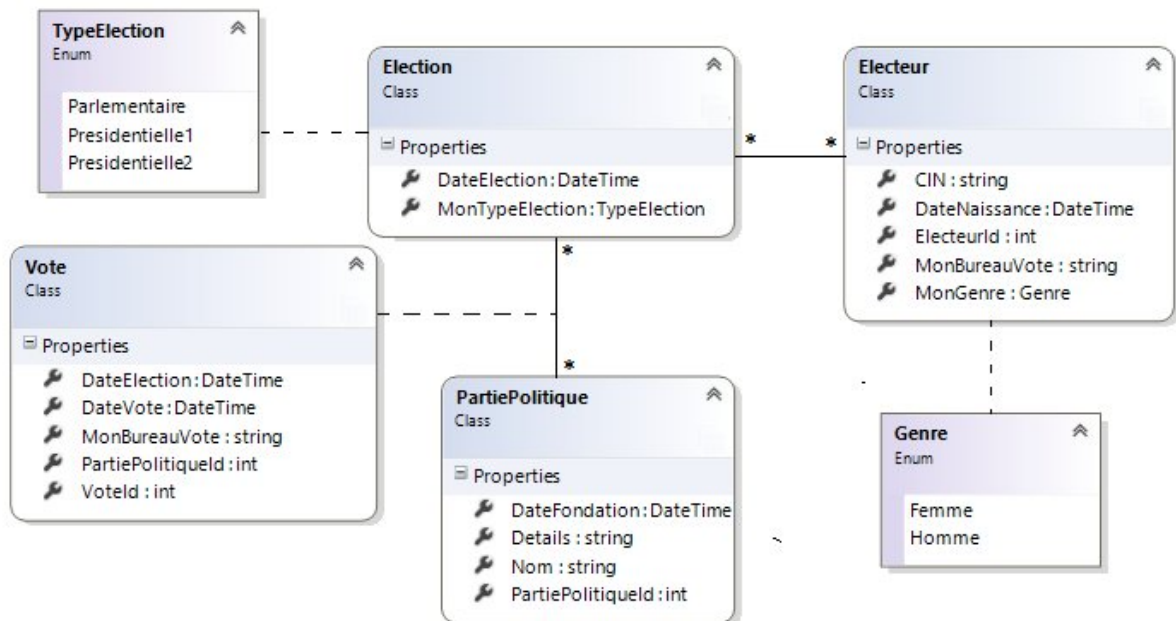 TypeElection
Enum
Parlementaire
Presidentielle1
Presidentielle2
Election
Class
Properties
DateElection:DateTime
MonTypeElection:TypeElection
*
*
Electeur
Class
Properties
CIN : string
DateNaissance:DateTime
ElecteurId : int
MonBureauVote : string
MonGenre : Genre
*
Vote
Class
Properties
DateElection:DateTime
DateVote:DateTime
MonBureauVote : string
PartiePolitiqueId:int
VoteId : int
*
PartiePolitique
Class
Properties
DateFondation:DateTime
Details : string
Nom : string
PartiePolitiqueId:int
Genre
Enum
Femme
Homme